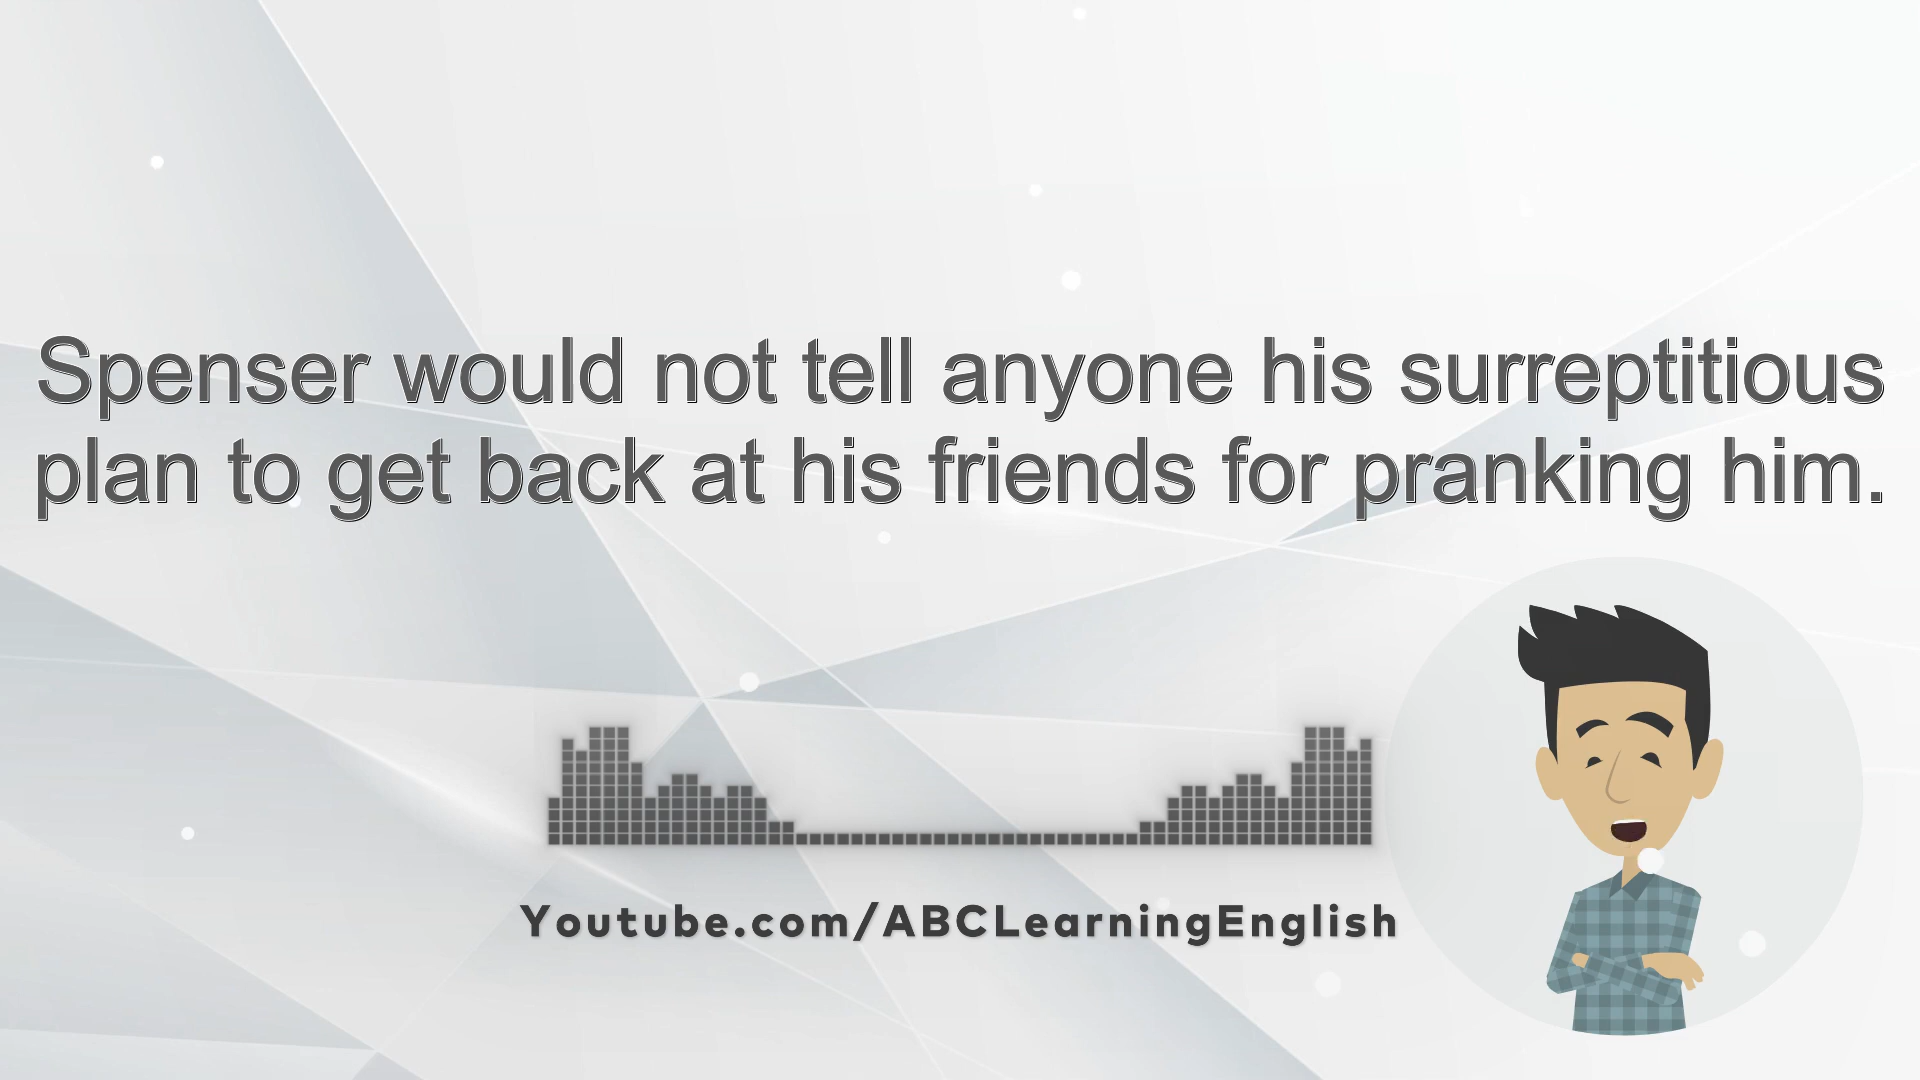 Spenser would not tell anyone his surreptitious
plan to get back at his friends for pranking him.
Youtube.com/ABCLearningEnglish